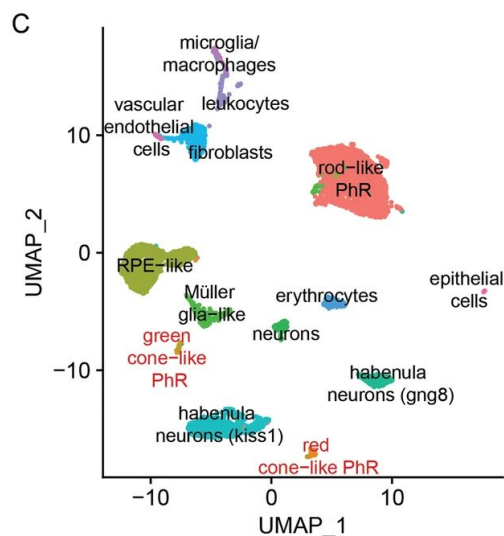 C
microglia/
macrophages
leukocytes
vascular
endothelial
cells
fibroblasts
rod−like
PhR
RPE−like
Müller
glia−like
erythrocytes
epithelial
cells
neurons
green
cone−like
PhR
habenula
neurons (gng8)
habenula
neurons (kiss1)
red
cone−like PhR
10
0
−10
UMAP_2
−10
0
10
UMAP_1